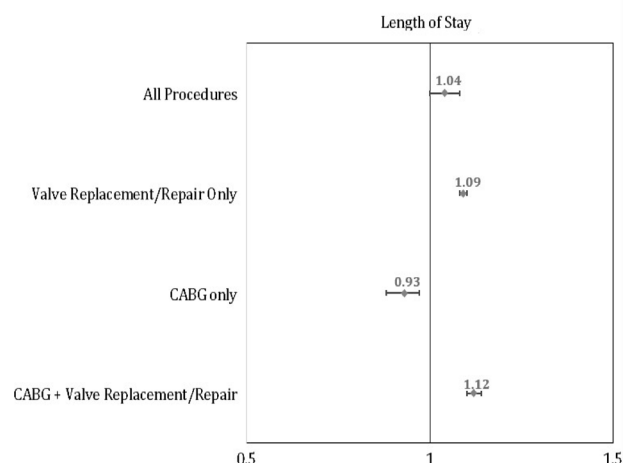 Length of Stay
All Procedures
1.04
Valve Replacement/Repair Only
1.09
CABG only
0.93
CABG + Valve Replacement/Repair
1.12
0.5
1
1.5